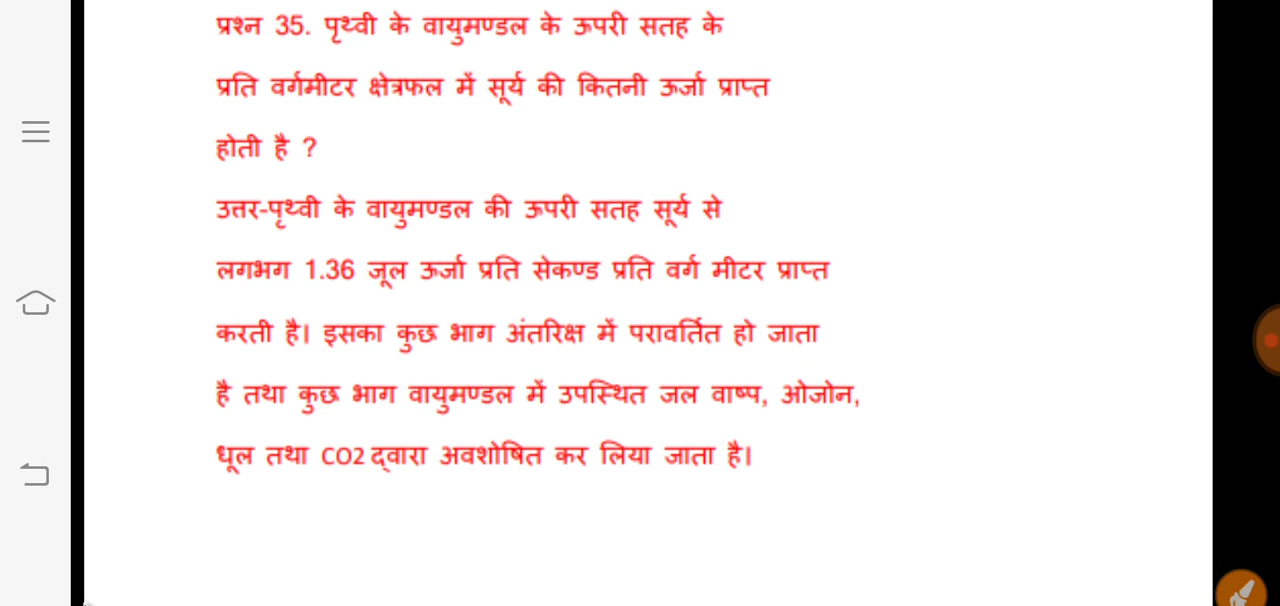 प्रश्न 35. पृथ्वी के वायुमण्डल के ऊपरी सतह के
प्रति वर्गमीटर क्षेत्रफल में सूर्य की कितनी ऊर्जा प्राप्त
होती है ?
उत्तर-पृथ्वी के वायुमण्डल की ऊपरी सतह सूर्य से
लगभग 1.36 जूल ऊर्जा प्रति सेकण्ड प्रति वर्ग मीटर प्राप्त
करती है। इसका कुछ भाग अंतरिक्ष में परावर्तित हो जाता
है तथा कुछ भाग वायुमण्डल में उपस्थित जल वाष्प, ओजोन,
धूल तथा CO2 द्वारा अवशोषित कर लिया जाता है।